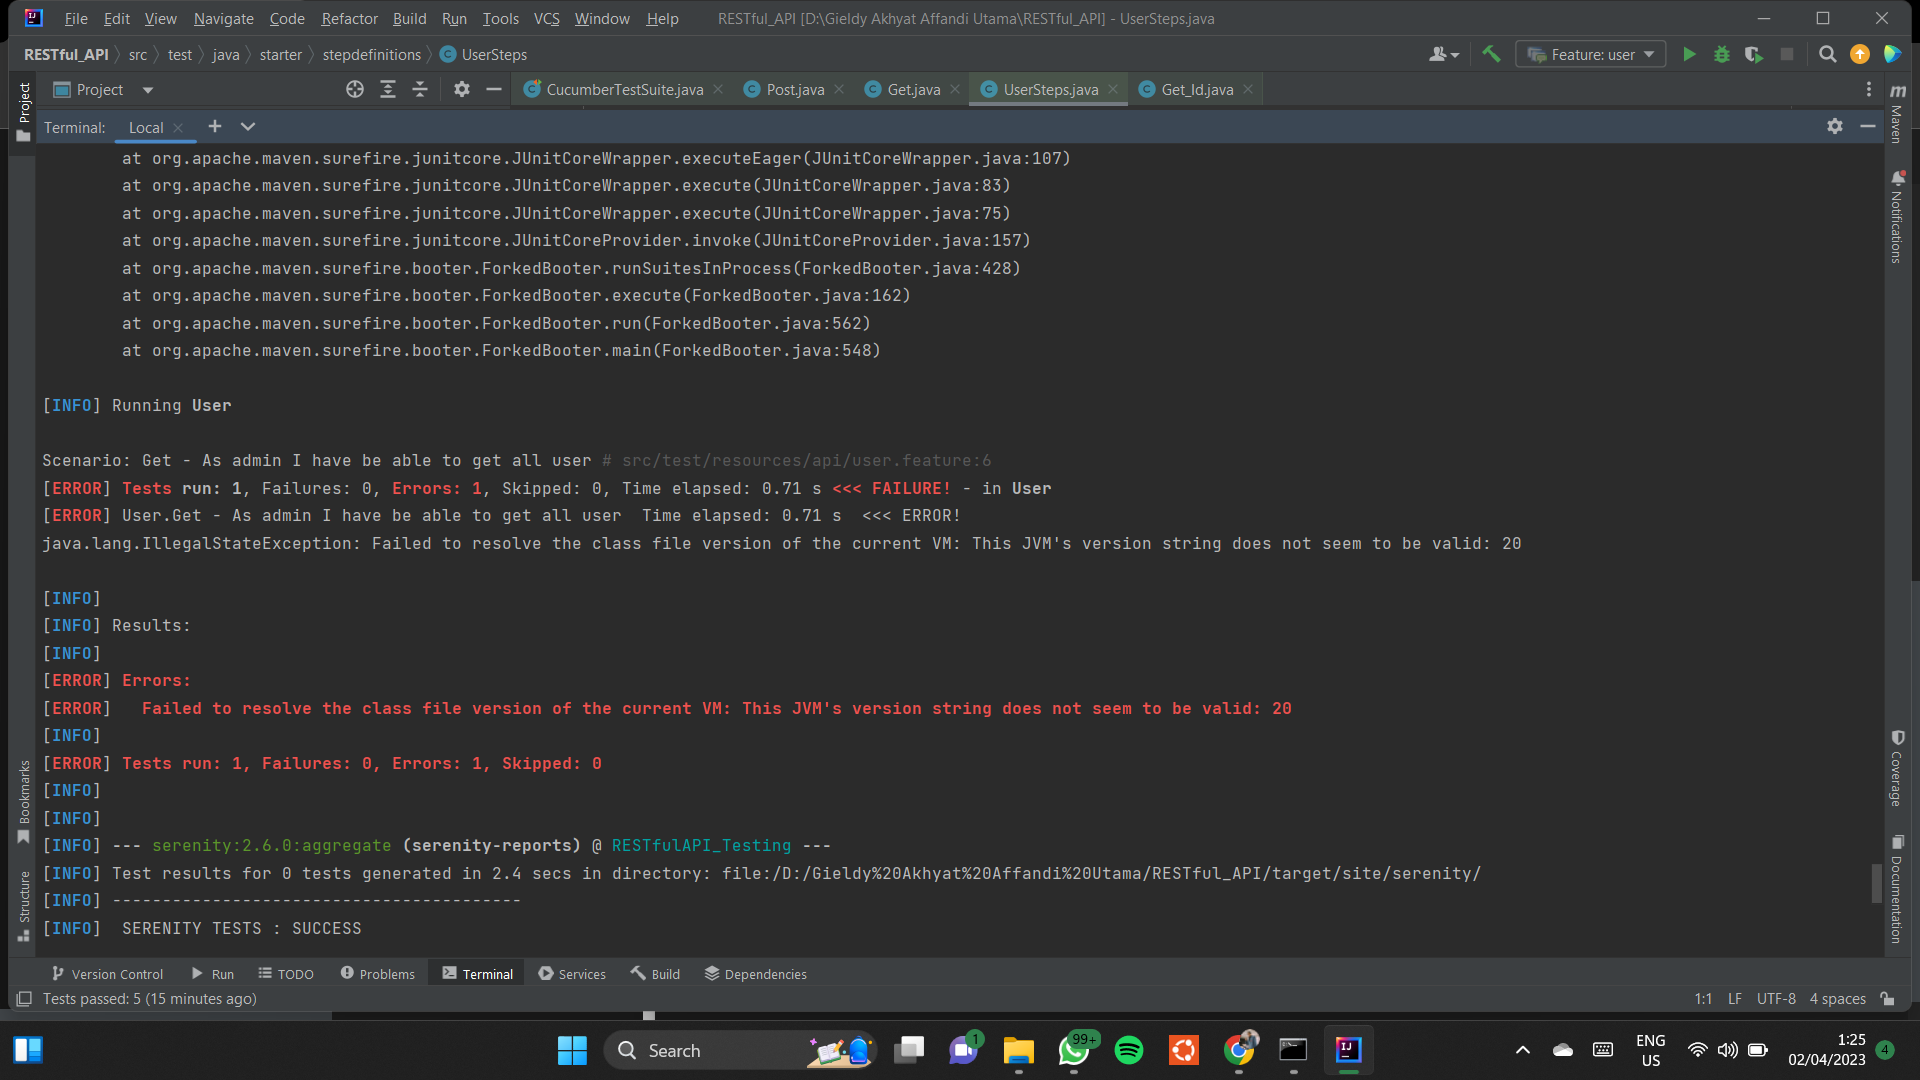 File Edit View Navigate Code Refactor Build Run Tools VCS Window Help RESTful_API [D:\Gieldy Akhyat Affandi Utama\RESTful_API] - UserSteps.java
RESTful_API src test java starter stepdefinitions UserSteps Feature: user
Project CucumberTestSuite.java Post.java Get.java UserSteps.java Get_Id.java
Terminal: Local
at org.apache.maven.surefire.junitcore.JUnitCoreWrapper.executeEager(JUnitCoreWrapper.java:107)
at org.apache.maven.surefire.junitcore.JUnitCoreWrapper.execute(JUnitCoreWrapper.java:83)
at org.apache.maven.surefire.junitcore.JUnitCoreWrapper.execute(JUnitCoreWrapper.java:75)
at org.apache.maven.surefire.junitcore.JUnitCoreProvider.invoke(JUnitCoreProvider.java:157)
at org.apache.maven.surefire.booter.ForkedBooter.runSuitesInProcess(ForkedBooter.java:428)
at org.apache.maven.surefire.booter.ForkedBooter.execute(ForkedBooter.java:162)
at org.apache.maven.surefire.booter.ForkedBooter.run(ForkedBooter.java:562)
at org.apache.maven.surefire.booter.ForkedBooter.main(ForkedBooter.java:548)
[INFO] Running User
Scenario: Get - As admin I have be able to get all user # src/test/resources/api/user.feature:6
[ERROR] Tests run: 1, Failures: 0, Errors: 1, Skipped: 0, Time elapsed: 0.71 s <<< FAILURE! - in User
[ERROR] User.Get - As admin I have be able to get all user  Time elapsed: 0.71 s  <<< ERROR!
java.lang.IllegalStateException: Failed to resolve the class file version of the current VM: This JVM's version string does not seem to be valid: 20
[INFO]
[INFO] Results:
[INFO]
[ERROR] Errors:
[ERROR]   Failed to resolve the class file version of the current VM: This JVM's version string does not seem to be valid: 20
[INFO]
[ERROR] Tests run: 1, Failures: 0, Errors: 1, Skipped: 0
[INFO]
[INFO]
[INFO] --- serenity:2.6.0:aggregate (serenity-reports) @ RESTfulAPI_Testing ---
[INFO] Test results for 0 tests generated in 2.4 secs in directory: file:/D:/Gieldy%20Akhyat%20Affandi%20Utama/RESTful_API/target/site/serenity/
[INFO] -----------------------------------------
[INFO]  SERENITY TESTS : SUCCESS
Project
Bookmarks
Structure
Maven
Notifications
Coverage
Documentation
Version Control Run TODO Problems Terminal Services Build Dependencies
Tests passed: 5 (15 minutes ago) 1:1 LF UTF-8 4 spaces
Search 1 99+ ENG US 1:25 02/04/2023 4